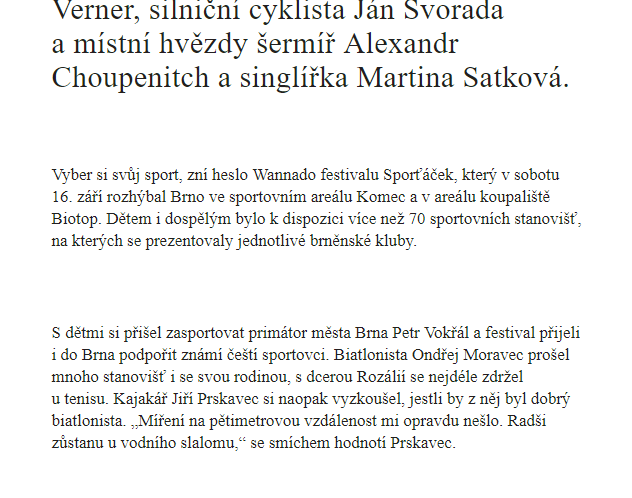 Verner, silniční cyklista Ján Svorada
a místní hvězdy šermíř Alexandr
Choupenitch a singlířka Martina Satková.
Vyber si svůj sport, zní heslo Wannado festivalu Sporťáček, který v sobotu
16. září rozhýbal Brno ve sportovním areálu Komec a v areálu koupaliště
Biotop. Dětem i dospělým bylo k dispozici více než 70 sportovních stanovišť,
na kterých se prezentovaly jednotlivé brněnské kluby.
S dětmi si přišel zasportovat primátor města Brna Petr Vokřál a festival přijeli
i do Brna podpořit známí čeští sportovci. Biatlonista Ondřej Moravec prošel
mnoho stanovišť i se svou rodinou, s dcerou Rozálií se nejdéle zdržel
u tenisu. Kajakář Jiří Prskavec si naopak vyzkoušel, jestli by z něj byl dobrý
biatlonista. „Míření na pětimetrovou vzdálenost mi opravdu nešlo. Radši
zůstanu u vodního slalomu,“ se smíchem hodnotí Prskavec.